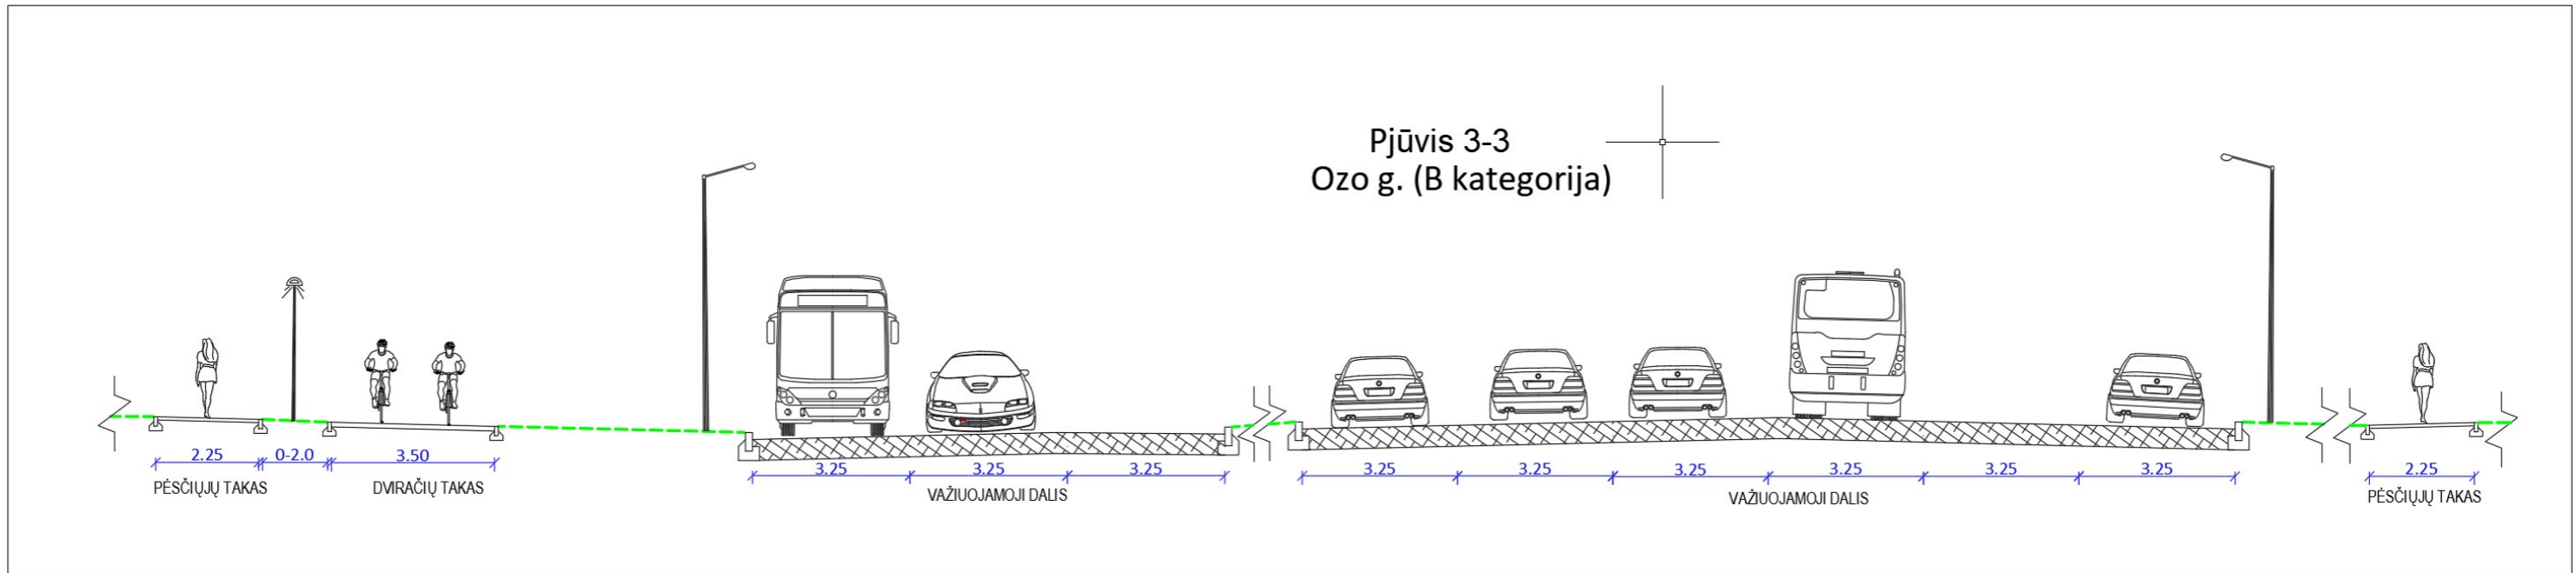 Pjūvis 3-3
Ozo g. (B kategorija)
2.25 0-2.0 3.50 3.25 3.25 3.25 3.25 3.25 3.25 3.25 3.25 3.25 2.25
PĖSČIŲJŲ TAKAS DVIRAČIŲ TAKAS VAŽIUOJAMOJI DALIS VAŽIUOJAMOJI DALIS PĖSČIŲJŲ TAKAS